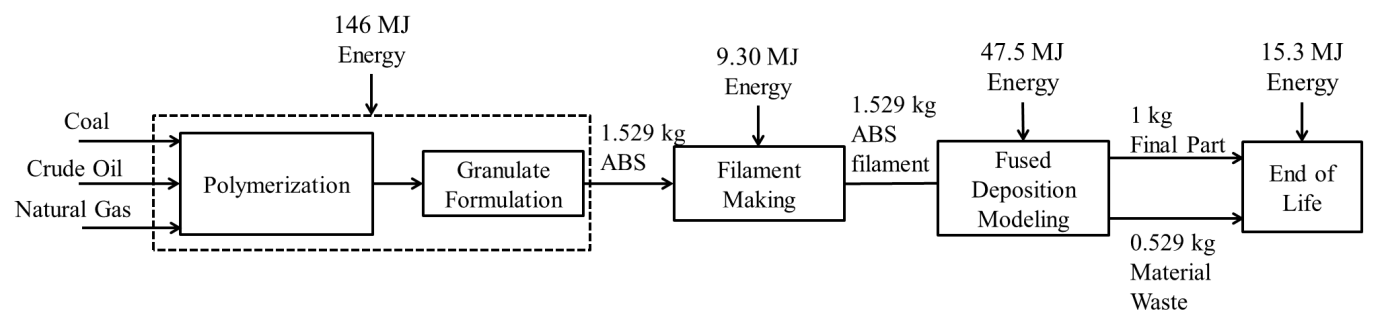 146 MJ
Energy
9.30 MJ
Energy
47.5 MJ
Energy
15.3 MJ
Energy
Coal
Crude Oil
Natural Gas
Polymerization
Granulate
Formulation
1.529 kg
ABS
Filament
Making
1.529 kg
ABS
filament
Fused
Deposition
Modeling
1 kg
Final Part
0.529 kg
Material
Waste
End of
Life